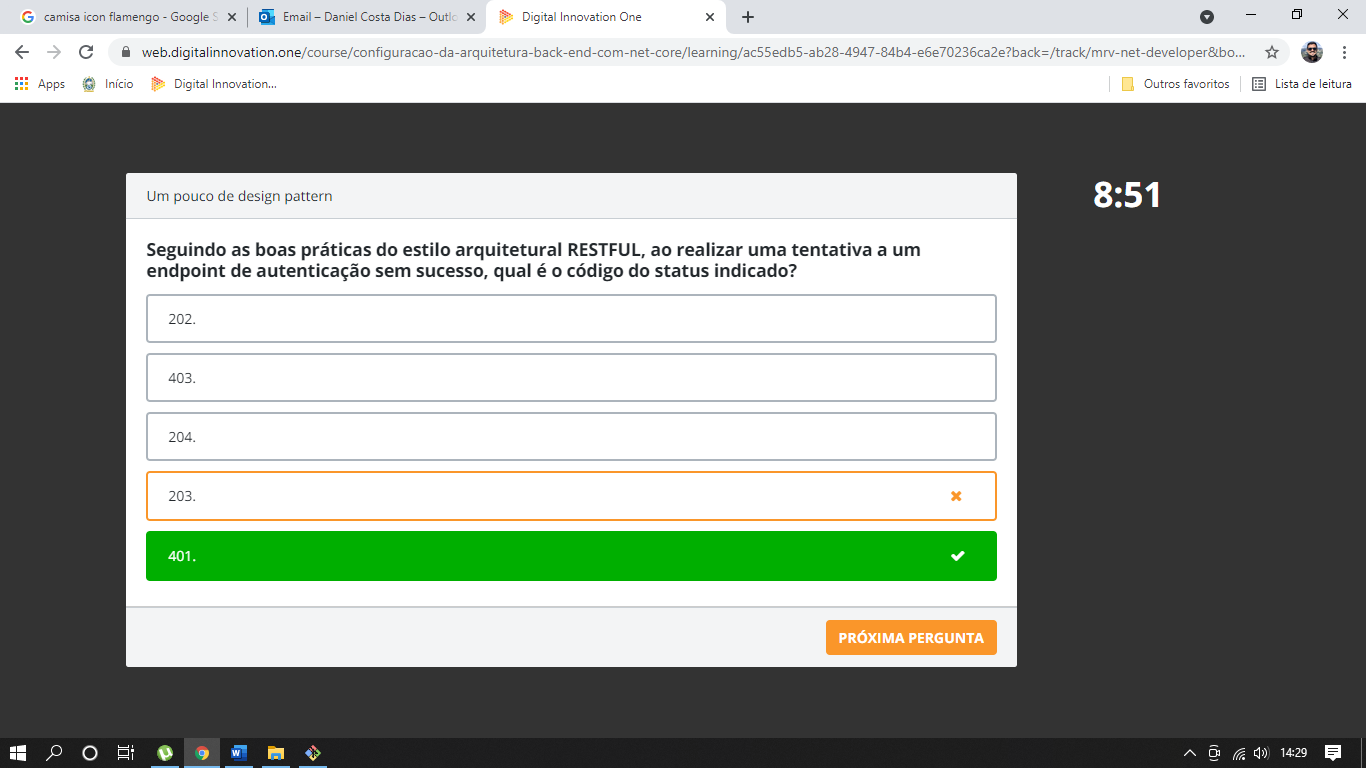 camisa icon flamengo - Google S
Email – Daniel Costa Dias – Outlo
Digital Innovation One
web.digitalinnovation.one/course/configuracao-da-arquitetura-back-end-com-net-core/learning/ac55edb5-ab28-4947-84b4-e6e70236ca2e?back=/track/mrv-net-developer&bo...
Apps
Início
Digital Innovation...
Outros favoritos
Lista de leitura
Um pouco de design pattern
8:51
Seguindo as boas práticas do estilo arquitetural RESTFUL, ao realizar uma tentativa a um
endpoint de autenticação sem sucesso, qual é o código do status indicado?
202.
403.
204.
203.
401.
PRÓXIMA PERGUNTA
14:29